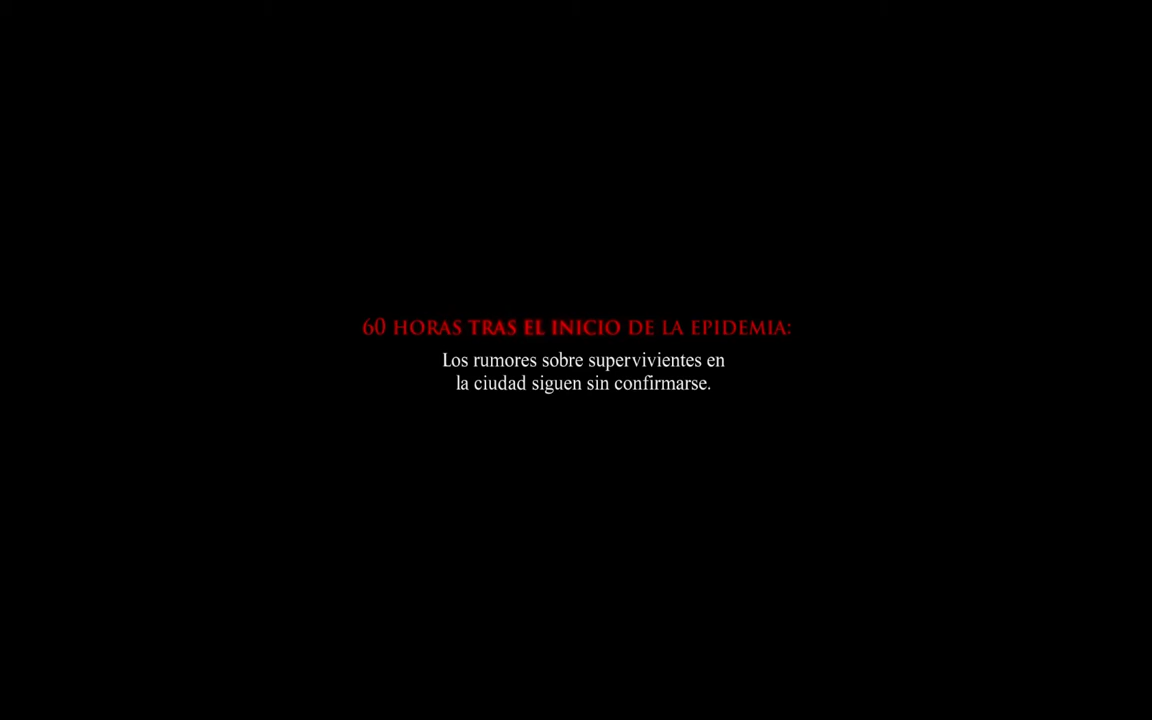 60 HORAS TRAS EL INICIO DE LA EPIDEMIA:
Los rumores sobre supervivientes en
la ciudad siguen sin confirmarse.